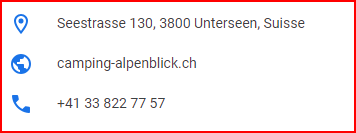 Seestrasse 130, 3800 Unterseen, Suisse
camping-alpenblick.ch
+41 33 822 77 57